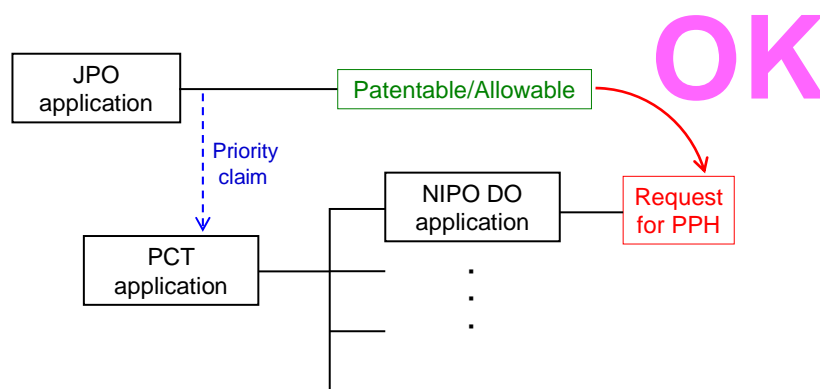 OK
JPO
application
Patentable/Allowable
Priority
claim
NIPO DO
application
Request
for PPH
PCT
application